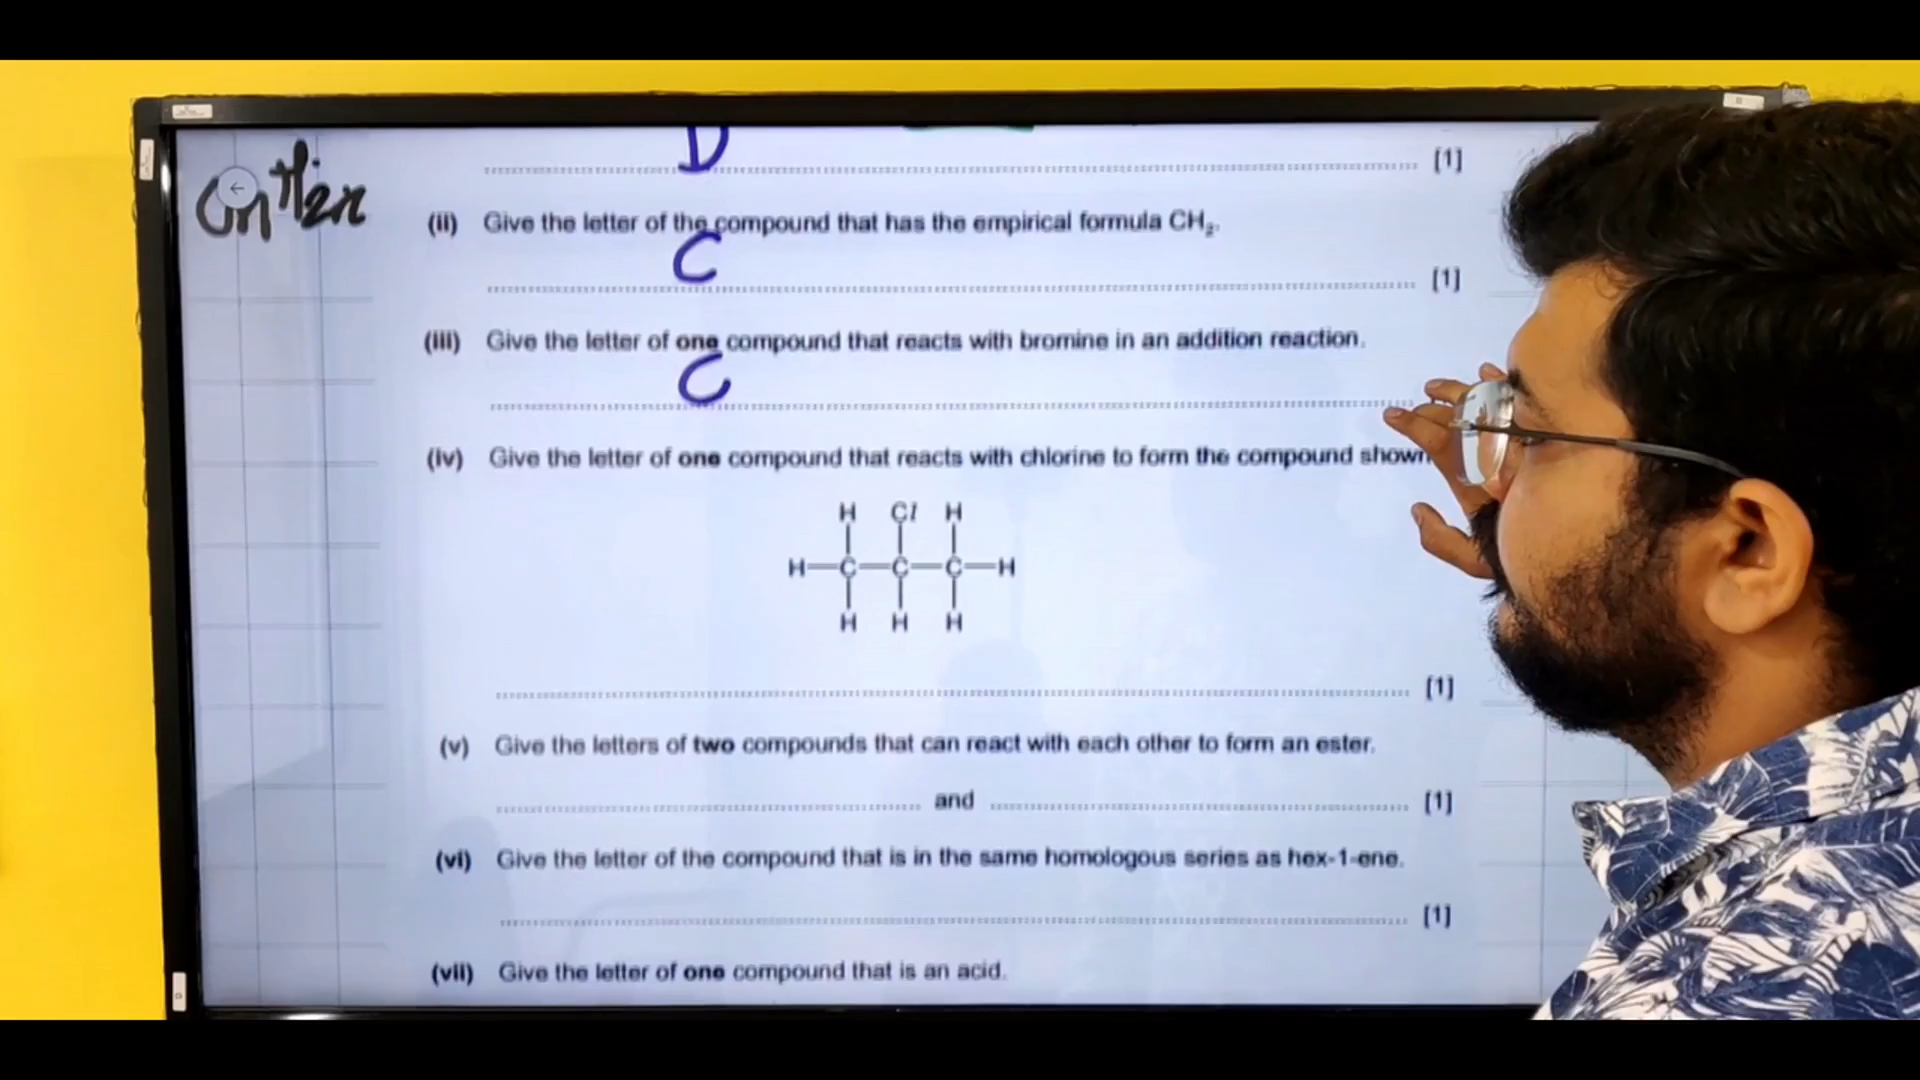 D
[1]
CnH2n
(ii) Give the letter of the compound that has the empirical formula CH₂.
C
[1]
(iii) Give the letter of one compound that reacts with bromine in an addition reaction.
C
(iv) Give the letter of one compound that reacts with chlorine to form the compound shown
H Cl H
H—C—C—C—H
H H H
[1]
(v) Give the letters of two compounds that can react with each other to form an ester.
and [1]
(vi) Give the letter of the compound that is in the same homologous series as hex-1-ene.
[1]
(vii) Give the letter of one compound that is an acid.